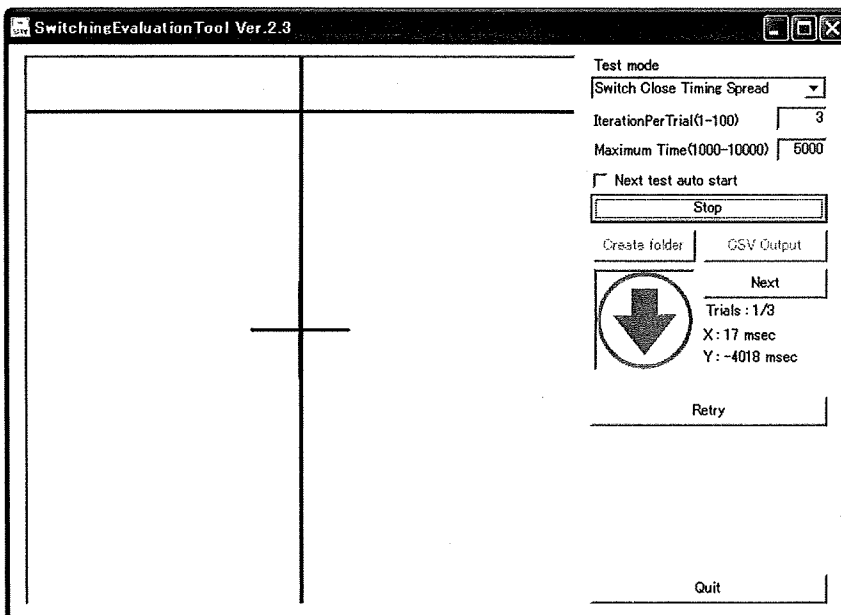 SwitchingEvaluationTool Ver.2.3
Test mode
Switch Close Timing Spread
IterationPerTrial(1-100) 3
Maximum Time(1000-10000) 5000
Next test auto start
Stop
Create folder CSV Output
Next
Trials : 1/3
X : 17 msec
Y : -4018 msec
Retry
Quit